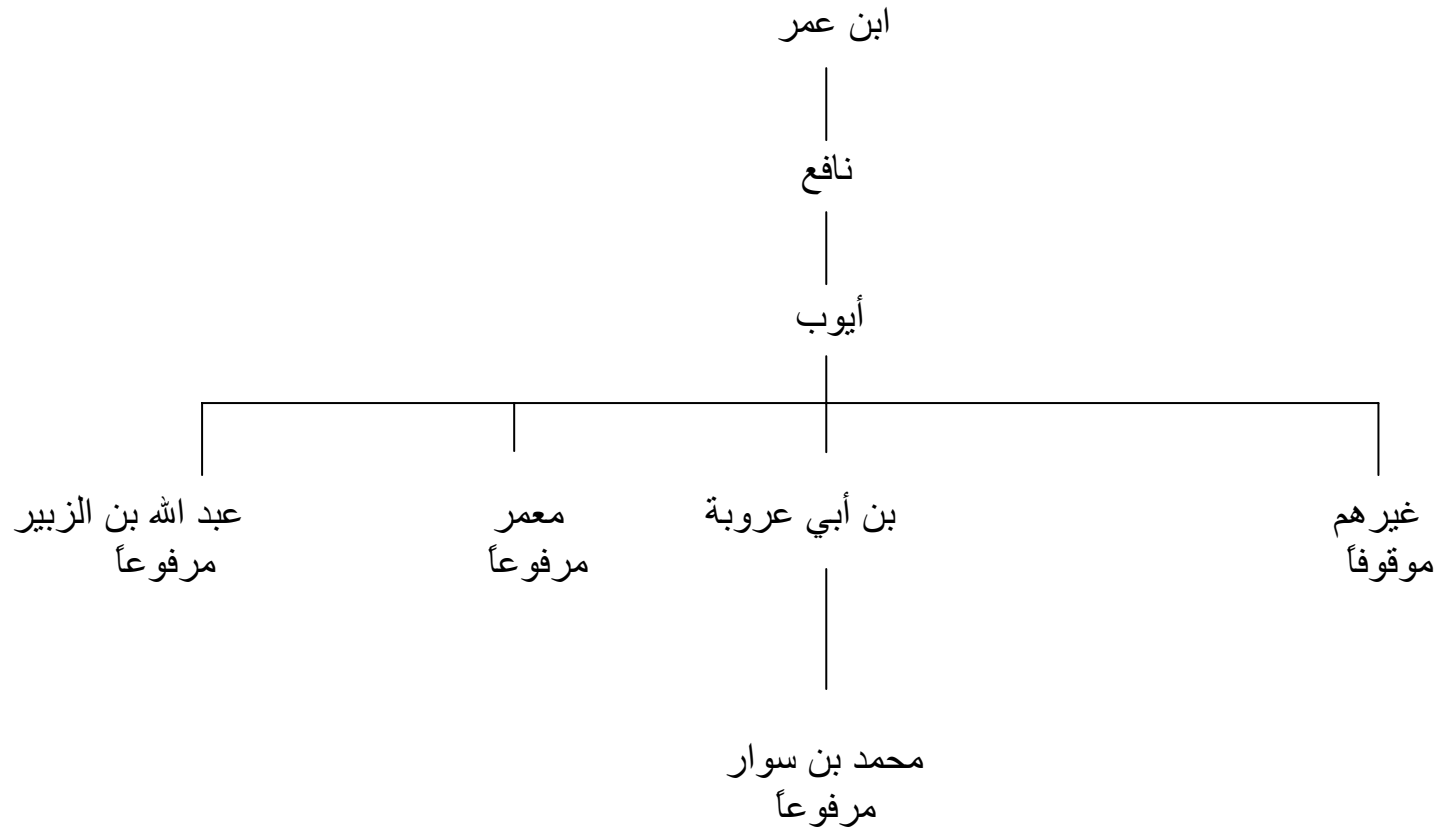 ابن عمر
نافع
أيوب
غيرهم
موقوفاً
بن أبي عروبة
معمر
مرفوعاً
عبد الله بن الزبير
مرفوعاً
محمد بن سوار
مرفوعاً